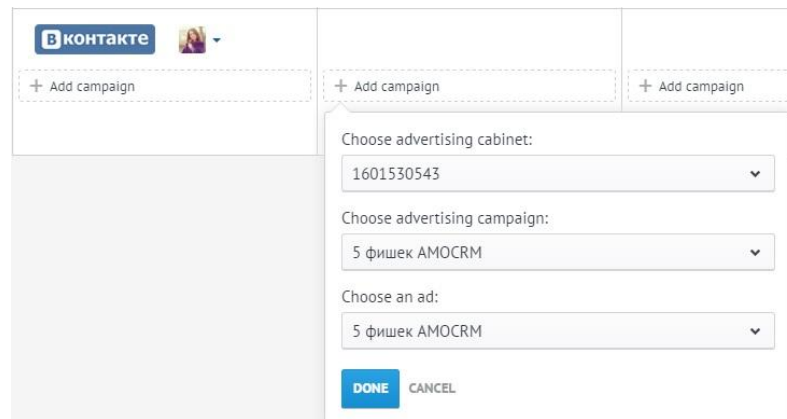 Вконтакте
+ Add campaign
+ Add campaign
+ Add campaign
Choose advertising cabinet:
1601530543
Choose advertising campaign:
5 фишек AMOCRM
Choose an ad:
5 фишек AMOCRM
DONE CANCEL